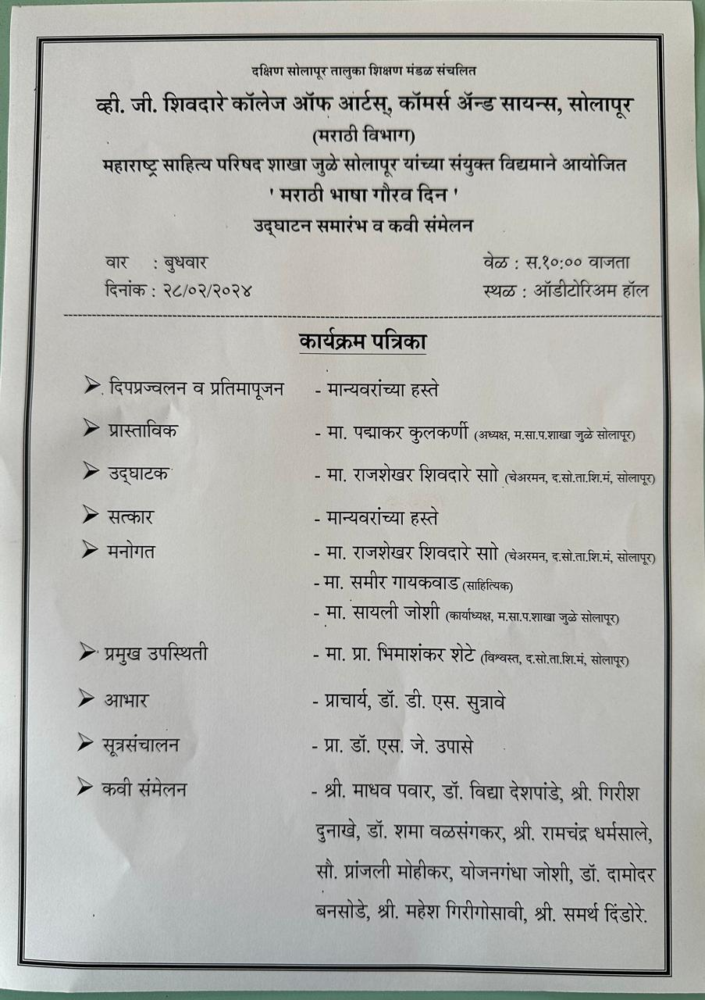 दक्षिण सोलापूर तालुका शिक्षण मंडळ संचलित
व्ही. जी. शिवदारे कॉलेज ऑफ आर्टस्, कॉमर्स ॲन्ड सायन्स, सोलापूर
(मराठी विभाग)
महाराष्ट्र साहित्य परिषद शाखा जुळे सोलापूर यांच्या संयुक्त विद्यमाने आयोजित
' मराठी भाषा गौरव दिन '
उद्‌घाटन समारंभ व कवी संमेलन
वार : बुधवार वेळ : स.१०:०० वाजता
दिनांक : २८/०२/२०२४ स्थळ : ऑडीटोरिअम हॉल
कार्यक्रम पत्रिका
➢ दिपप्रज्वलन व प्रतिमापूजन - मान्यवरांच्या हस्ते
➢ प्रास्ताविक - मा. पद्माकर कुलकर्णी (अध्यक्ष, म.सा.प.शाखा जुळे सोलापूर)
➢ उद्‌घाटक - मा. राजशेखर शिवदारे साो (चेअरमन, द.सो.ता.शि.मं, सोलापूर)
➢ सत्कार - मान्यवरांच्या हस्ते
➢ मनोगत - मा. राजशेखर शिवदारे साो (चेअरमन, द.सो.ता.शि.मं, सोलापूर)
- मा. समीर गायकवाड (साहित्यिक)
- मा. सायली जोशी (कार्याध्यक्ष, म.सा.प.शाखा जुळे सोलापूर)
➢ प्रमुख उपस्थिती - मा. प्रा. भिमाशंकर शेटे (विश्वस्त, द.सो.ता.शि.मं, सोलापूर)
➢ आभार - प्राचार्य, डॉ. डी. एस. सुत्रावे
➢ सूत्रसंचालन - प्रा. डॉ. एस. जे. उपासे
➢ कवी संमेलन - श्री. माधव पवार, डॉ. विद्या देशपांडे, श्री. गिरीश
दुनाखे, डॉ. शमा वळसंगकर, श्री. रामचंद्र धर्मसाले,
सौ. प्रांजली मोहीकर, योजनगंधा जोशी, डॉ. दामोदर
बनसोडे, श्री. महेश गिरीगोसावी, श्री. समर्थ दिंडोरे.